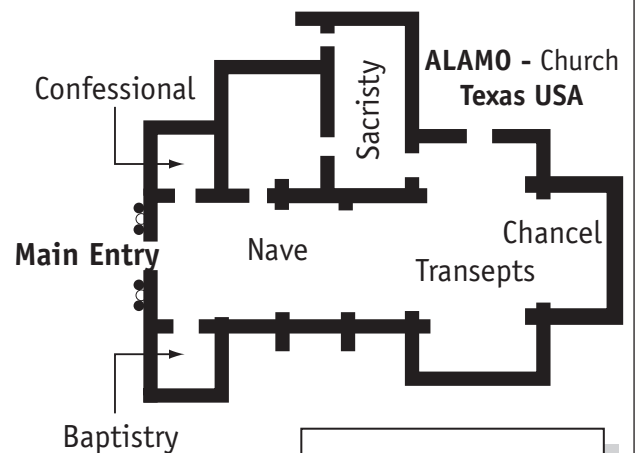 ALAMO - Church
Texas USA
Confessional
Sacristy
Chancel
Main Entry
Nave
Transepts
Baptistry